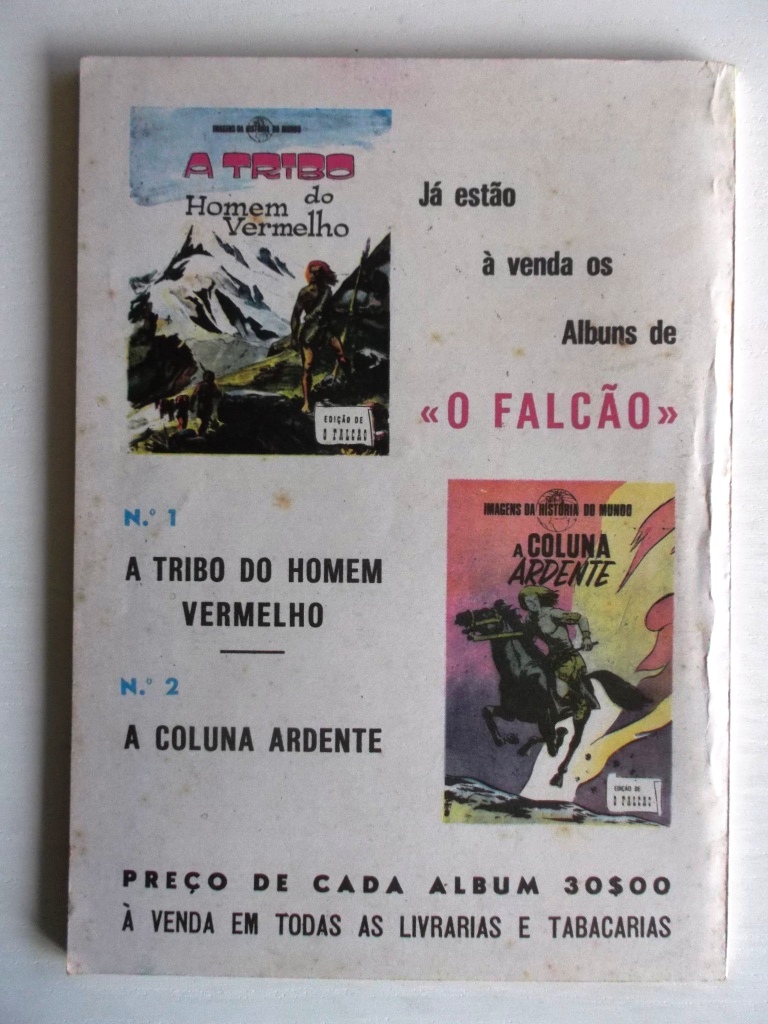 IMAGENS DA HISTÓRIA DO MUNDO
A TRIBO
do
Homem
Vermelho
EDIÇÃO DE
O FALCÃO
Já estão
à venda os
Albuns de
«O FALCÃO»
N.º 1
A TRIBO DO HOMEM
VERMELHO
N.º 2
A COLUNA ARDENTE
IMAGENS DA HISTÓRIA DO MUNDO
A COLUNA
ARDENTE
EDIÇÃO DE
O FALCÃO
PREÇO DE CADA ALBUM 30$00
À VENDA EM TODAS AS LIVRARIAS E TABACARIAS